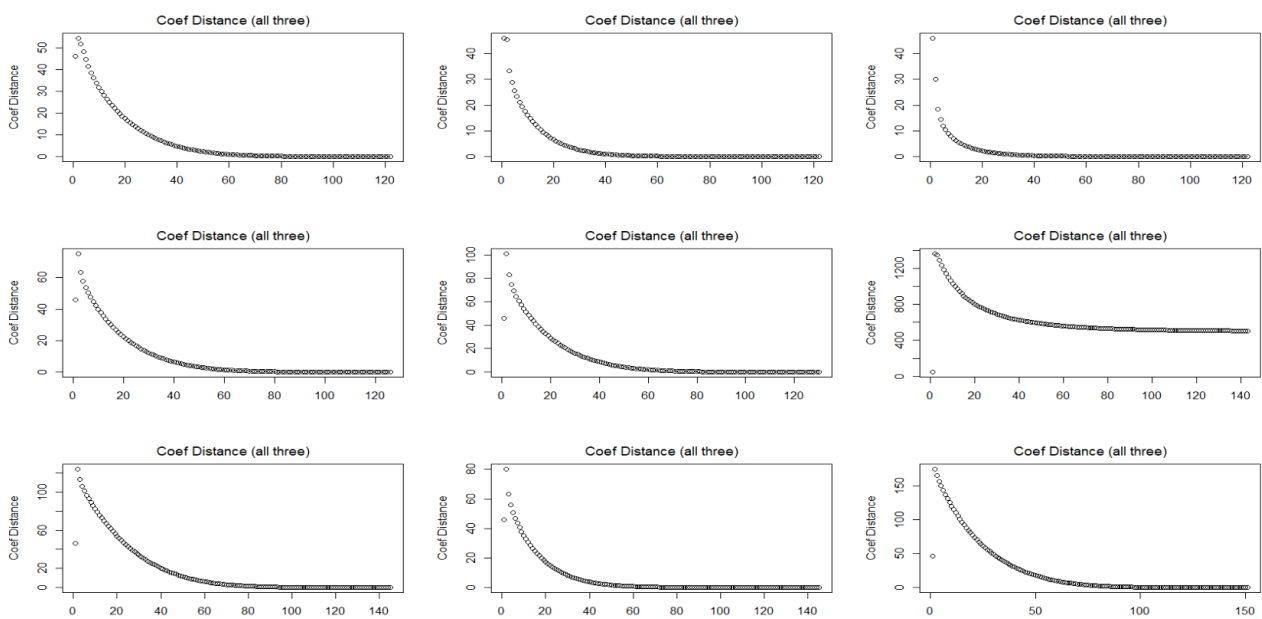 Coef Distance (all three) Coef Distance (all three) Coef Distance (all three)
Coef Distance Coef Distance Coef Distance
50 40 30 20 10 0
40 30 20 10 0
40 30 20 10 0
0 20 40 60 80 100 120
0 20 40 60 80 100 120
0 20 40 60 80 100 120
Coef Distance (all three) Coef Distance (all three) Coef Distance (all three)
Coef Distance Coef Distance Coef Distance
60 40 20 0
100 80 60 40 20 0
1200 800 400 0
0 20 40 60 80 100 120
0 20 40 60 80 100 120
0 20 40 60 80 100 120 140
Coef Distance (all three) Coef Distance (all three) Coef Distance (all three)
Coef Distance Coef Distance Coef Distance
100 60 20 0
80 60 40 20 0
150 100 50 0
0 20 40 60 80 100 120 140
0 20 40 60 80 100 120 140
0 50 100 150